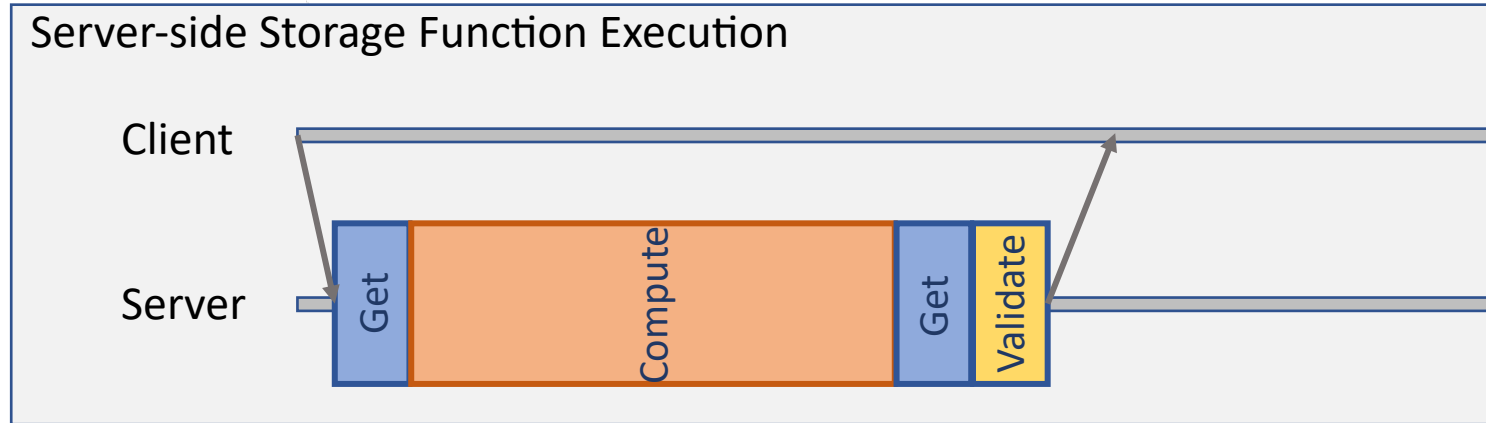 Server-side Storage Function Execution
Client
Server
Get
Compute
Get
Validate